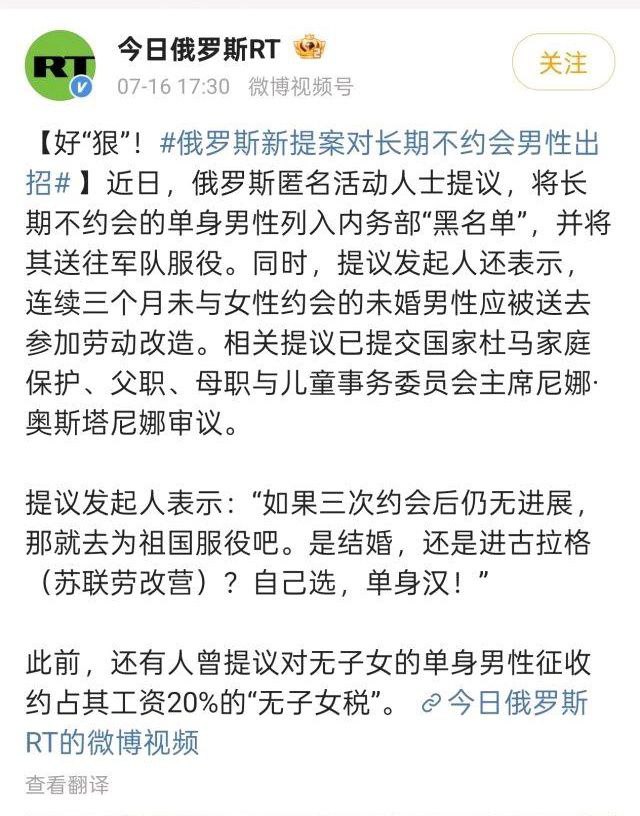 RT
今日俄罗斯RT
07-16 17:30 微博视频号
关注
【好“狠”！#俄罗斯新提案对长期不约会男性出
招#】近日，俄罗斯匿名活动人士提议，将长
期不约会的单身男性列入内务部“黑名单”，并将
其送往军队服役。同时，提议发起人还表示，
连续三个月未与女性约会的未婚男性应被送去
参加劳动改造。相关提议已提交国家杜马家庭
保护、父职、母职与儿童事务委员会主席尼娜·
奥斯塔尼娜审议。
提议发起人表示：“如果三次约会后仍无进展，
那就去为祖国服役吧。是结婚，还是进古拉格
（苏联劳改营）？自己选，单身汉！”
此前，还有人曾提议对无子女的单身男性征收
约占其工资20%的“无子女税”。 今日俄罗斯
RT的微博视频
查看翻译